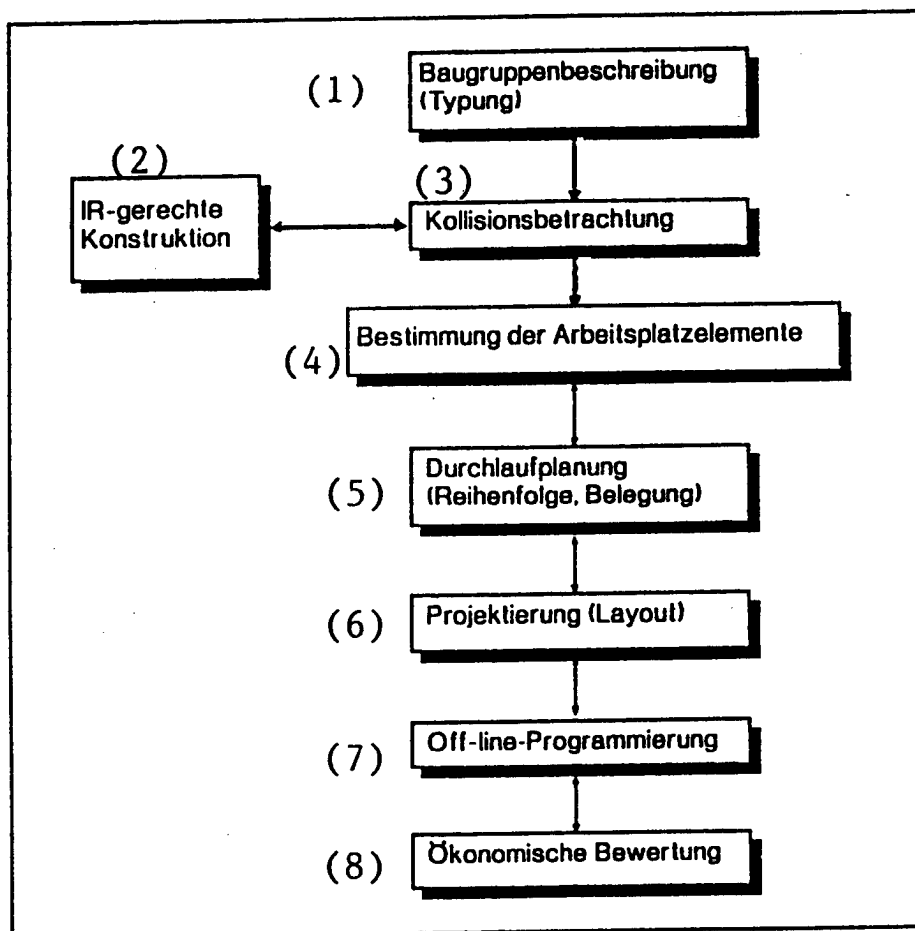 (1)
Baugruppenbeschreibung
(Typung)
(2)
IR-gerechte
Konstruktion
(3)
Kollisionsbetrachtung
(4)
Bestimmung der Arbeitsplatzelemente
(5)
Durchlaufplanung
(Reihenfolge, Belegung)
(6)
Projektierung (Layout)
(7)
Off-line-Programmierung
(8)
Ökonomische Bewertung